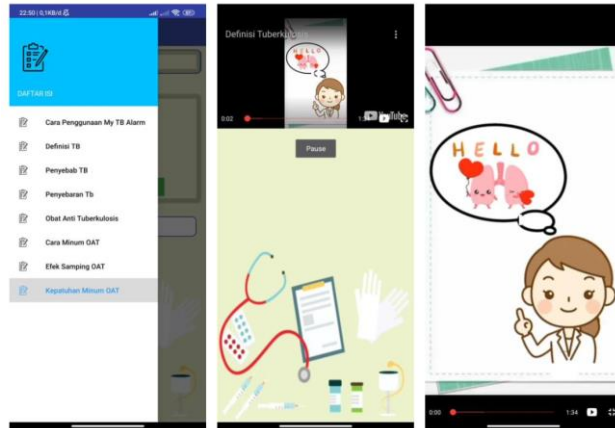 22:50 | 0,1KB/d
DAFTAR ISI
Cara Penggunaan My TB Alarm
Definisi TB
Penyebab TB
Penyebaran Tb
Obat Anti Tuberkulosis
Cara Minum OAT
Efek Samping OAT
Kepatuhan Minum OAT
Definisi Tuberkulosis
HELLO
0:02
YouTube
Pause
HELLO
0:00
1:34